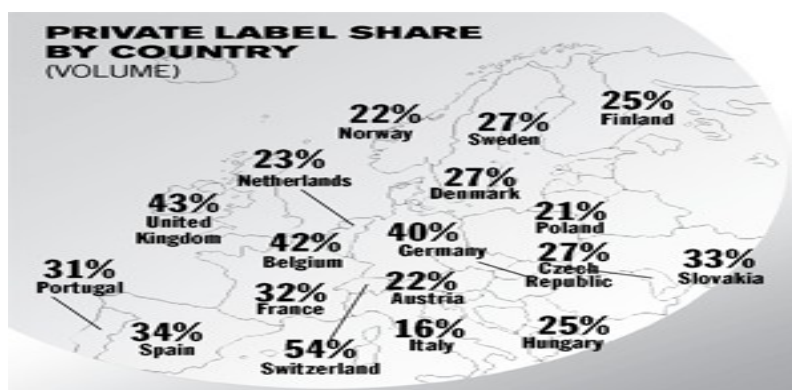 PRIVATE LABEL SHARE
BY COUNTRY
(VOLUME)
22%
Norway
27%
Sweden
25%
Finland
23%
Netherlands
27%
Denmark
43%
United
Kingdom
42%
Belgium
40%
Germany
21%
Poland
27%
Czech
Republic
33%
Slovakia
31%
Portugal
32%
France
22%
Austria
34%
Spain
54%
Switzerland
16%
Italy
25%
Hungary